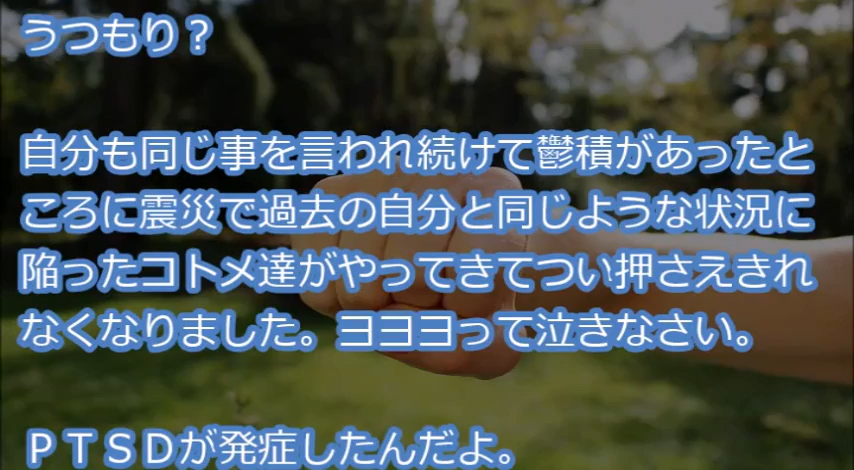 うつもり？
自分も同じ事を言われ続けて鬱積があったと
ころに震災で過去の自分と同じような状況に
陥ったコトメ達がやってきてつい押さえきれ
なくなりました。ヨヨヨって泣きなさい。
ＰＴＳＤが発症したんだよ。